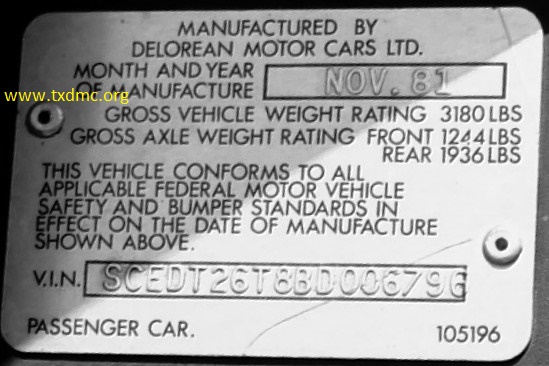 MANUFACTURED BY
DELOREAN MOTOR CARS LTD.
MONTH AND YEAR
OF MANUFACTURE NOV. 81
www.txdmc.org
GROSS VEHICLE WEIGHT RATING 3180 LBS
GROSS AXLE WEIGHT RATING FRONT 1244 LBS
REAR 1936 LBS
THIS VEHICLE CONFORMS TO ALL
APPLICABLE FEDERAL MOTOR VEHICLE
SAFETY AND BUMPER STANDARDS IN
EFFECT ON THE DATE OF MANUFACTURE
SHOWN ABOVE.
V.I.N. SCEDT26T8BD006796
PASSENGER CAR. 105196